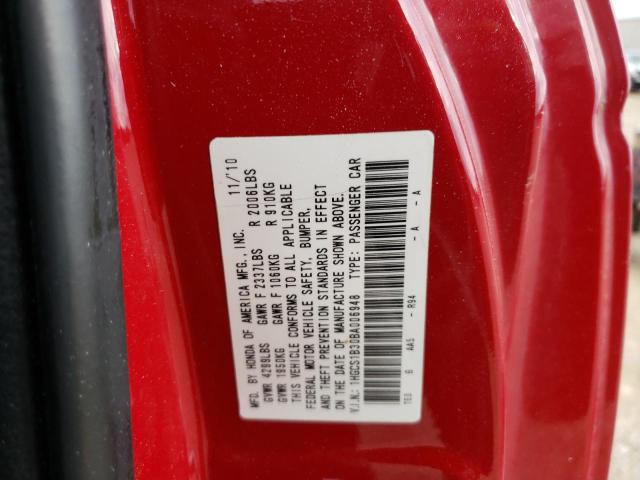 MFD. BY HONDA OF AMERICA MFG., INC. 11/'10
GVWR 4299LBS GAWR F 2337LBS R 2006LBS
GVWR 1950KG GAWR F 1060KG R 910KG
THIS VEHICLE CONFORMS TO ALL APPLICABLE
FEDERAL MOTOR VEHICLE SAFETY, BUMPER,
AND THEFT PREVENTION STANDARDS IN EFFECT
ON THE DATE OF MANUFACTURE SHOWN ABOVE.
V.I.N.: 1HGCS1B30BA006948 TYPE: PASSENGER CAR
AA5 - R94 - A - A